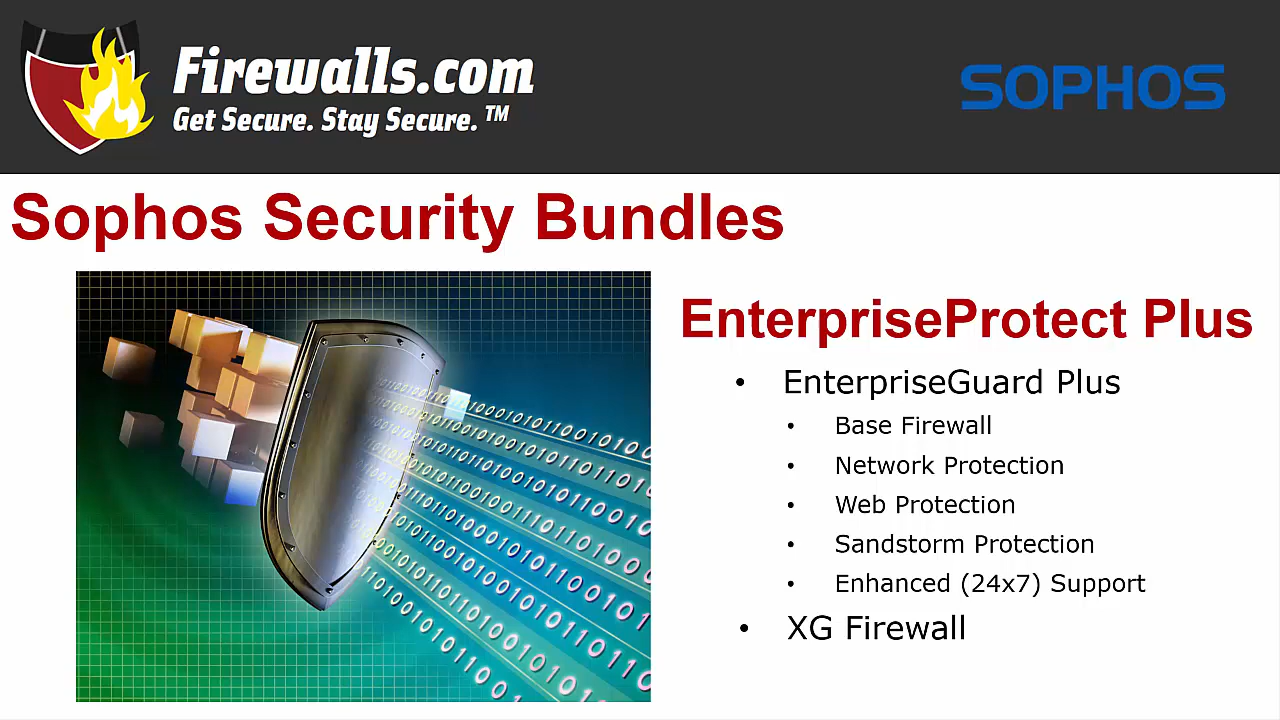 Firewalls.com
Get Secure. Stay Secure.™
SOPHOS
Sophos Security Bundles
EnterpriseProtect Plus
• EnterpriseGuard Plus
• Base Firewall
• Network Protection
• Web Protection
• Sandstorm Protection
• Enhanced (24x7) Support
• XG Firewall